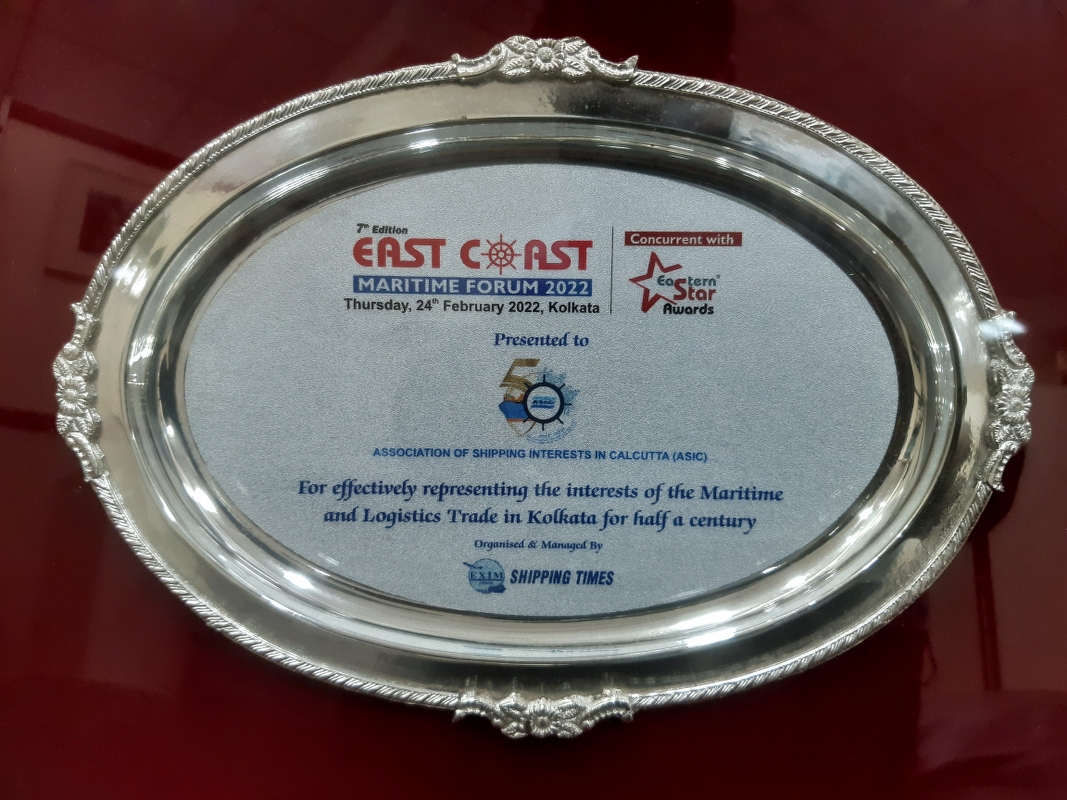 7th Edition
EAST COAST
MARITIME FORUM 2022
Thursday, 24th February 2022, Kolkata
Concurrent with
Eastern
Star
Awards
Presented to
5
ASSOCIATION OF SHIPPING INTERESTS IN CALCUTTA (ASIC)
For effectively representing the interests of the Maritime
and Logistics Trade in Kolkata for half a century
Organised & Managed By
EXIM
SHIPPING TIMES